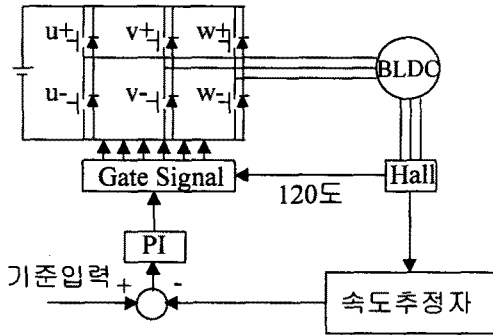 u+ v+ w+
BLDC
u- v- w-
Gate Signal
Hall
120도
PI
기준입력 + -
속도추정자